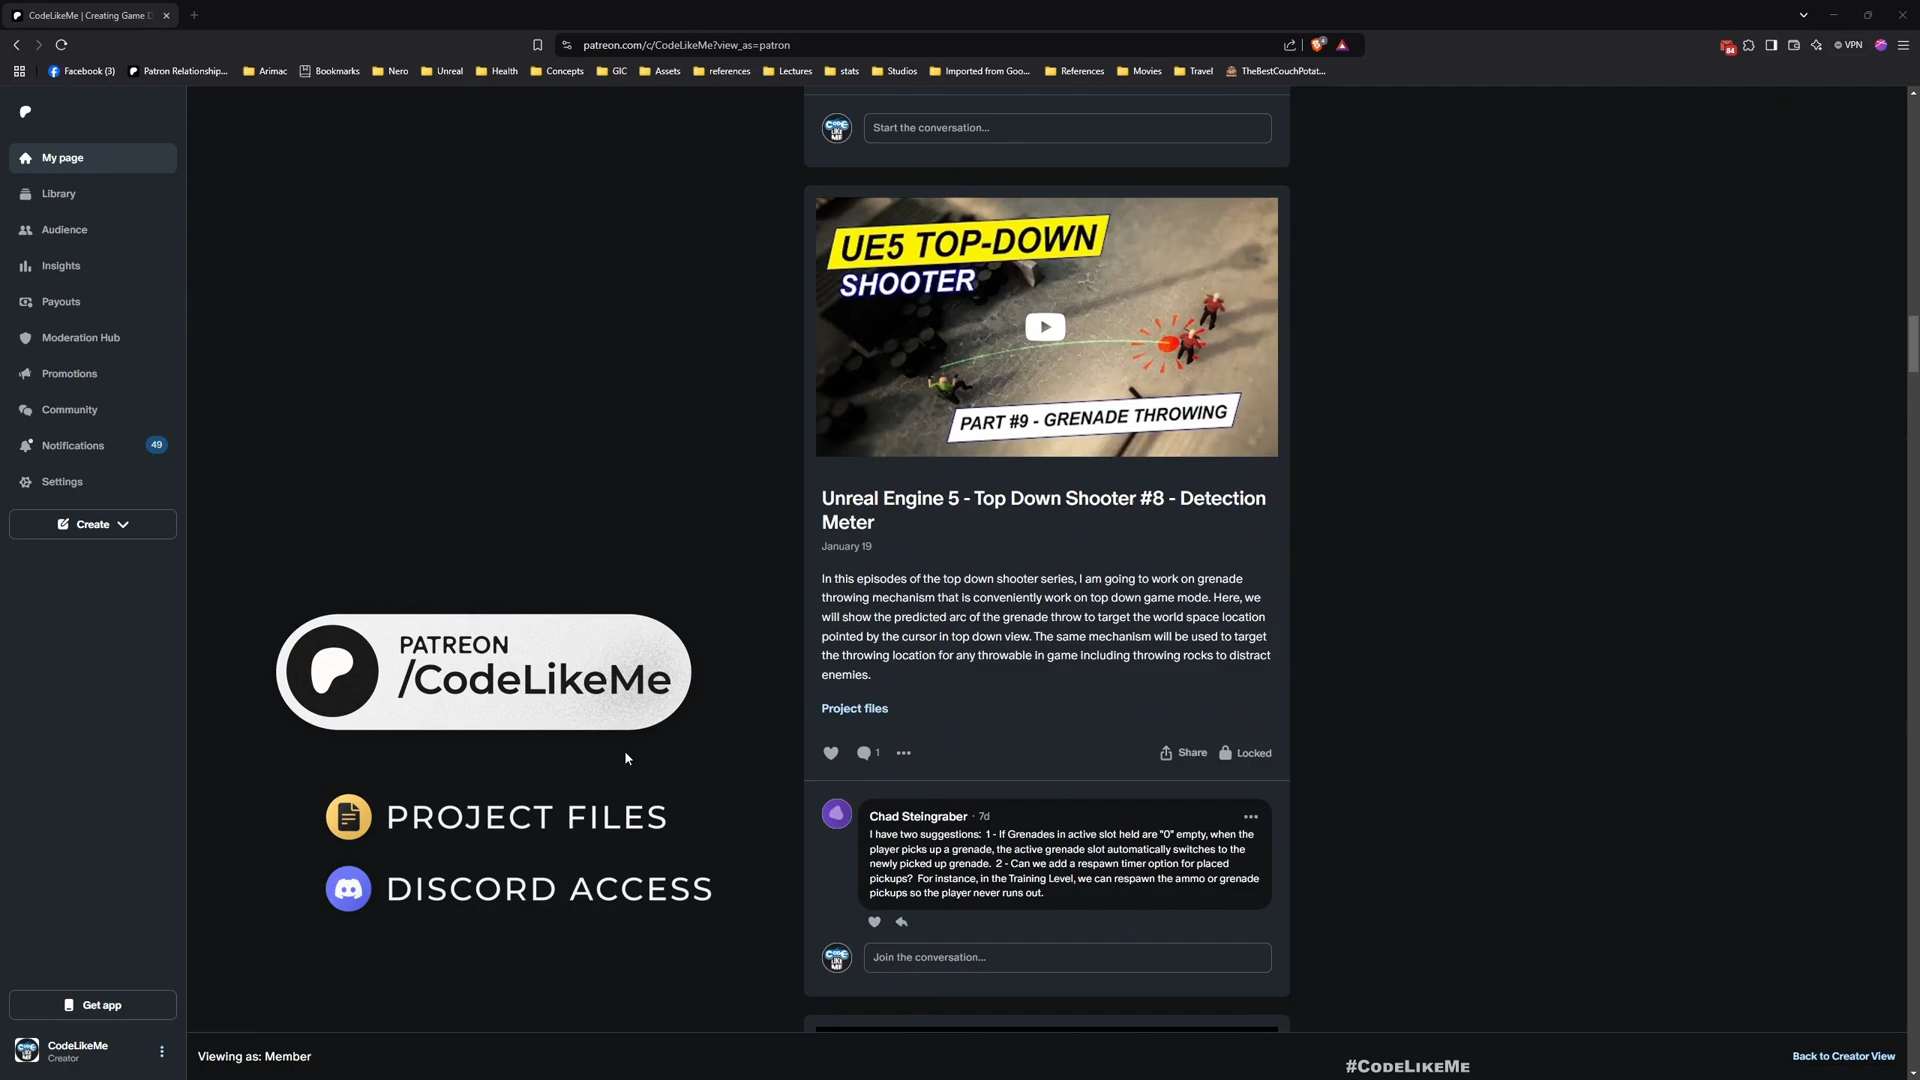 CodeLikeMe | Creating Game D
patreon.com/c/CodeLikeMe?view_as=patron
84
4
VPN
Facebook (3)
Patron Relationship...
Arimac
Bookmarks
Nero
Unreal
Health
Concepts
GIC
Assets
references
Lectures
stats
Studios
Imported from Goo...
References
Movies
Travel
TheBestCouchPotat...
My page
Library
Audience
Insights
Payouts
Moderation Hub
Promotions
Community
Notifications
49
Settings
Create
Get app
CodeLikeMe
Creator
CODE
LIKE
ME
Start the conversation...
UE5 TOP-DOWN
SHOOTER
PART #9 - GRENADE THROWING
Unreal Engine 5 - Top Down Shooter #8 - Detection
Meter
January 19
In this episodes of the top down shooter series, I am going to work on grenade
throwing mechanism that is conveniently work on top down game mode. Here, we
will show the predicted arc of the grenade throw to target the world space location
pointed by the cursor in top down view. The same mechanism will be used to target
the throwing location for any throwable in game including throwing rocks to distract
enemies.
Project files
1
Share
Locked
Chad Steingraber · 7d
I have two suggestions: 1 - If Grenades in active slot held are "0" empty, when the
player picks up a grenade, the active grenade slot automatically switches to the
newly picked up grenade. 2 - Can we add a respawn timer option for placed
pickups? For instance, in the Training Level, we can respawn the ammo or grenade
pickups so the player never runs out.
CODE
LIKE
ME
Join the conversation...
PATREON
/CodeLikeMe
PROJECT FILES
DISCORD ACCESS
Viewing as: Member
#CodeLikeMe
Back to Creator View